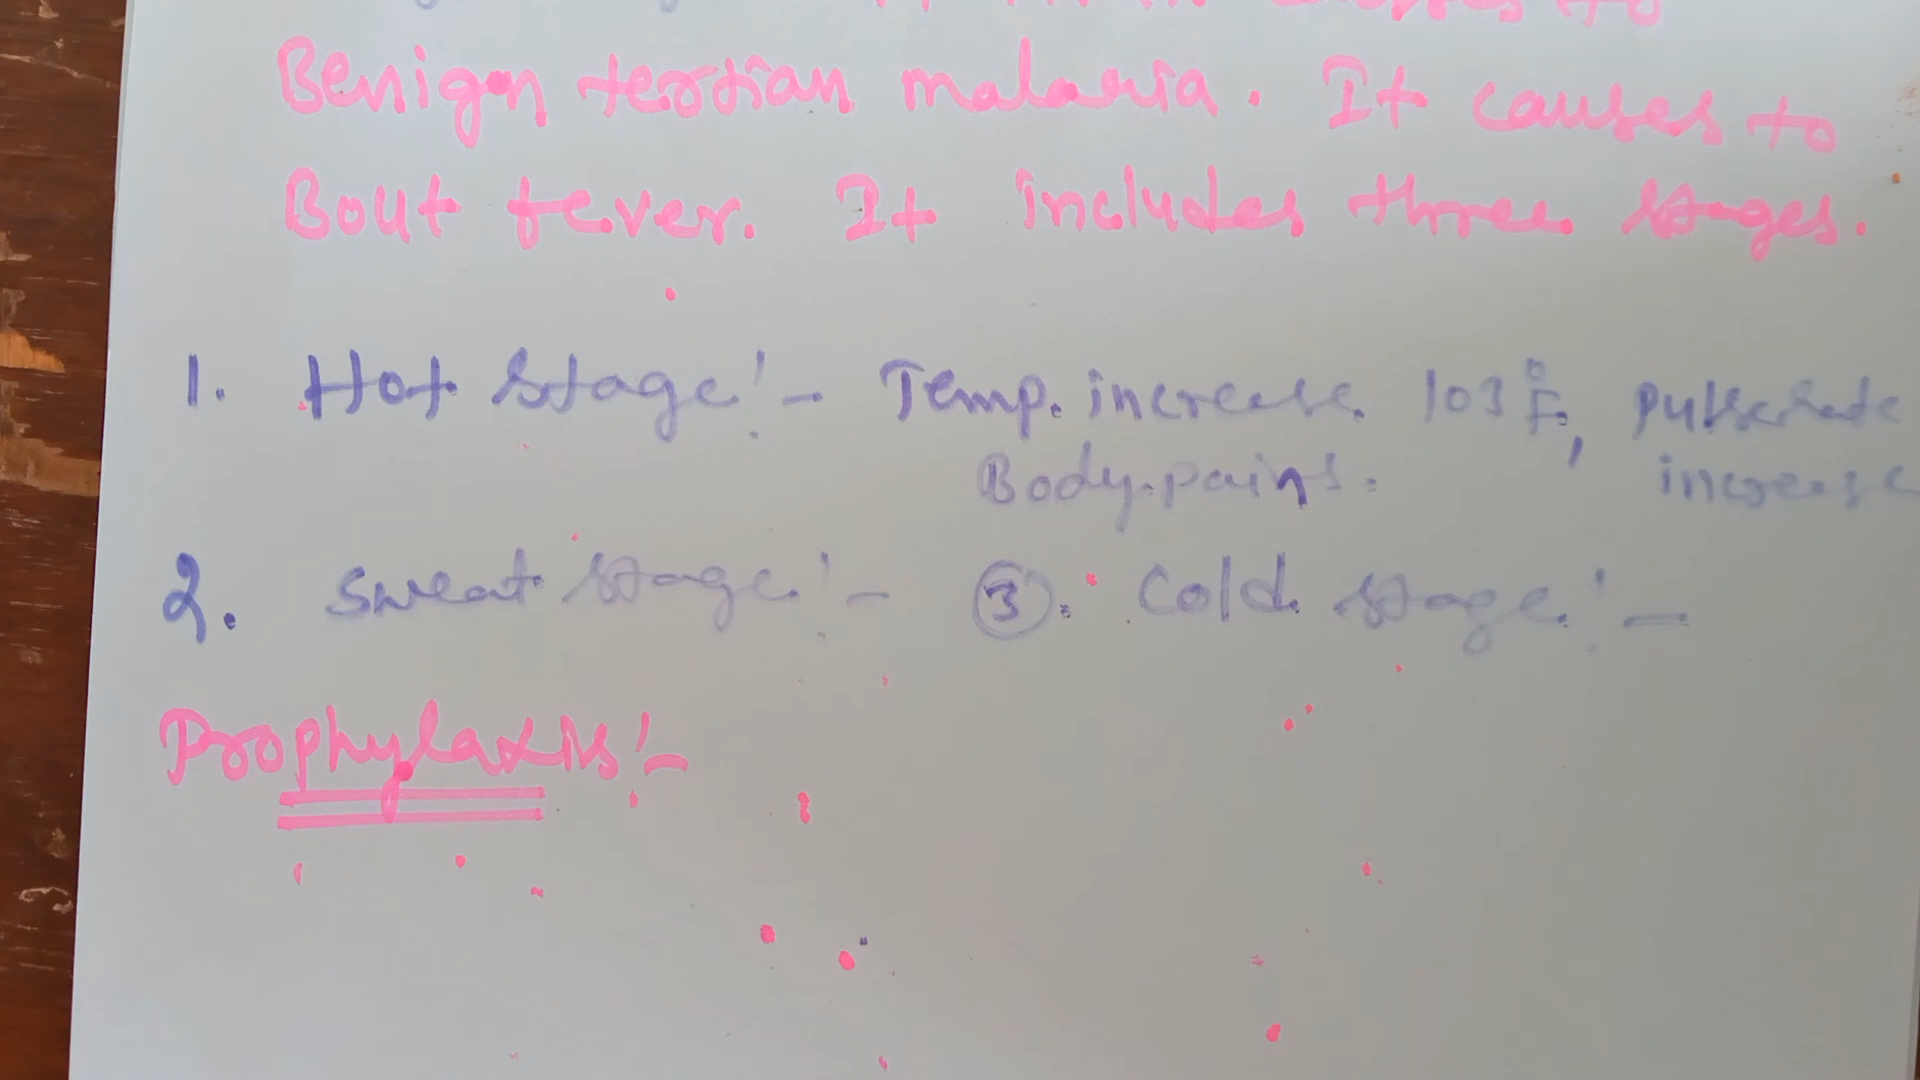 to
Benign tertian malaria. It causes to
Bout fever. It includes three stages.
1. Hot stage:- Temp. increase 103°F, pulse rate
Body pains. increase
2. Sweat stage:- ③. Cold stage:-
Prophylaxis:-